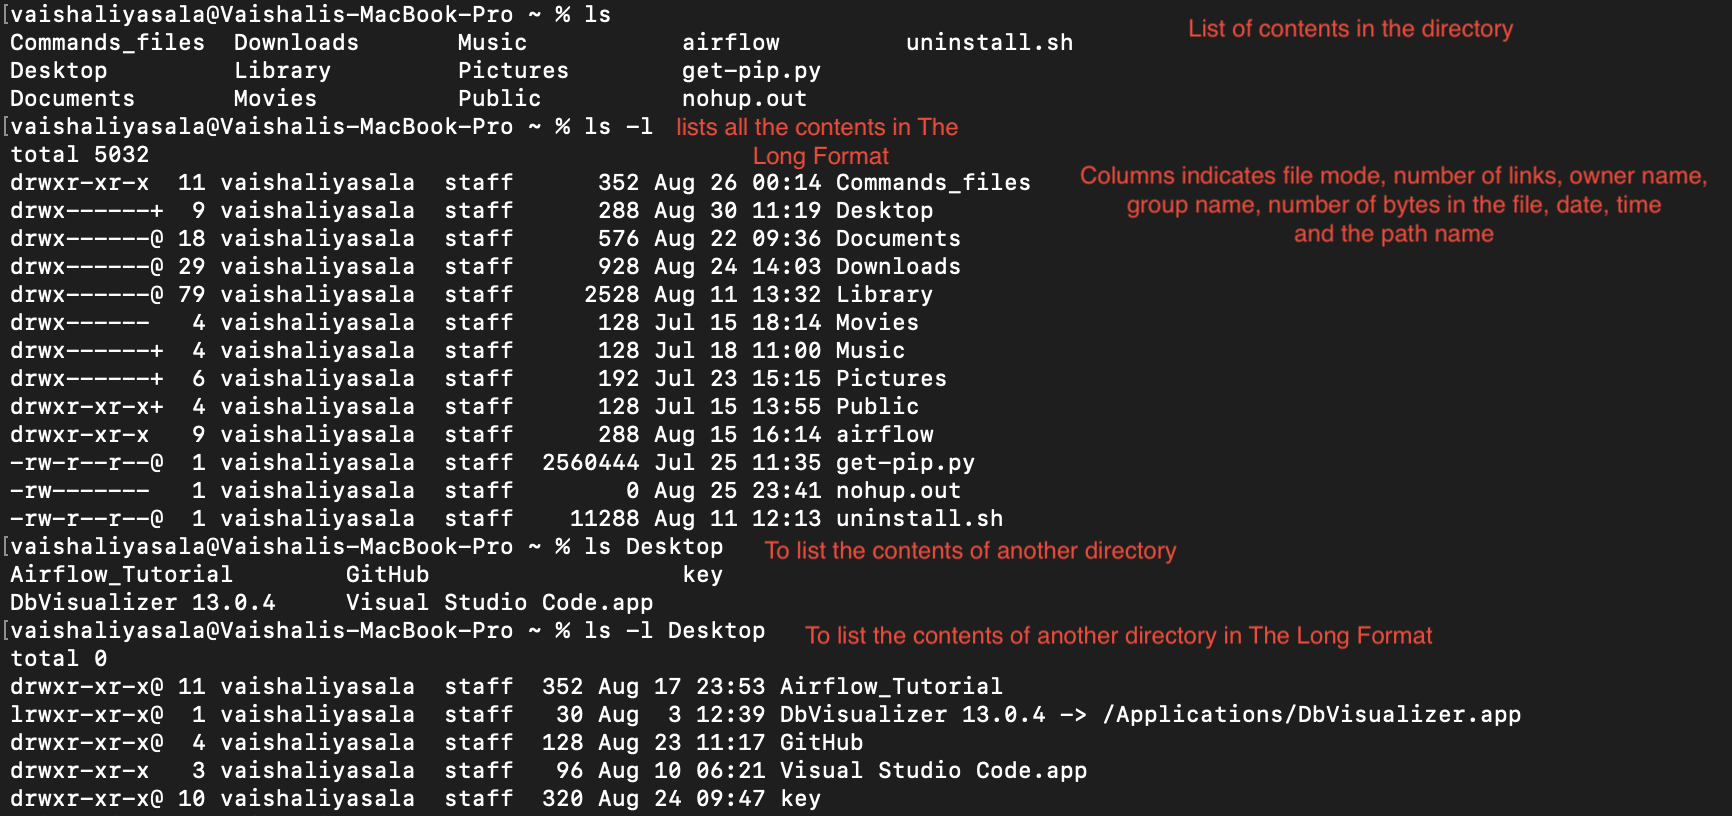 [vaishaliyasala@Vaishalis-MacBook-Pro ~ % ls
List of contents in the directory
Commands_files  Downloads       Music           airflow         uninstall.sh
Desktop         Library         Pictures        get-pip.py
Documents       Movies          Public          nohup.out
[vaishaliyasala@Vaishalis-MacBook-Pro ~ % ls -l
lists all the contents in The
Long Format
total 5032
Columns indicates file mode, number of links, owner name,
group name, number of bytes in the file, date, time
and the path name
drwxr-xr-x  11 vaishaliyasala  staff      352 Aug 26 00:14 Commands_files
drwx------+  9 vaishaliyasala  staff      288 Aug 30 11:19 Desktop
drwx------@ 18 vaishaliyasala  staff      576 Aug 22 09:36 Documents
drwx------@ 29 vaishaliyasala  staff      928 Aug 24 14:03 Downloads
drwx------@ 79 vaishaliyasala  staff     2528 Aug 11 13:32 Library
drwx------   4 vaishaliyasala  staff      128 Jul 15 18:14 Movies
drwx------+  4 vaishaliyasala  staff      128 Jul 18 11:00 Music
drwx------+  6 vaishaliyasala  staff      192 Jul 23 15:15 Pictures
drwxr-xr-x+  4 vaishaliyasala  staff      128 Jul 15 13:55 Public
drwxr-xr-x   9 vaishaliyasala  staff      288 Aug 15 16:14 airflow
-rw-r--r--@  1 vaishaliyasala  staff  2560444 Jul 25 11:35 get-pip.py
-rw-------   1 vaishaliyasala  staff        0 Aug 25 23:41 nohup.out
-rw-r--r--@  1 vaishaliyasala  staff    11288 Aug 11 12:13 uninstall.sh
[vaishaliyasala@Vaishalis-MacBook-Pro ~ % ls Desktop
To list the contents of another directory
Airflow_Tutorial        GitHub                  key
DbVisualizer 13.0.4     Visual Studio Code.app
[vaishaliyasala@Vaishalis-MacBook-Pro ~ % ls -l Desktop
To list the contents of another directory in The Long Format
total 0
drwxr-xr-x@ 11 vaishaliyasala  staff  352 Aug 17 23:53 Airflow_Tutorial
lrwxr-xr-x@  1 vaishaliyasala  staff   30 Aug  3 12:39 DbVisualizer 13.0.4 -> /Applications/DbVisualizer.app
drwxr-xr-x@  4 vaishaliyasala  staff  128 Aug 23 11:17 GitHub
drwxr-xr-x   3 vaishaliyasala  staff   96 Aug 10 06:21 Visual Studio Code.app
drwxr-xr-x@ 10 vaishaliyasala  staff  320 Aug 24 09:47 key